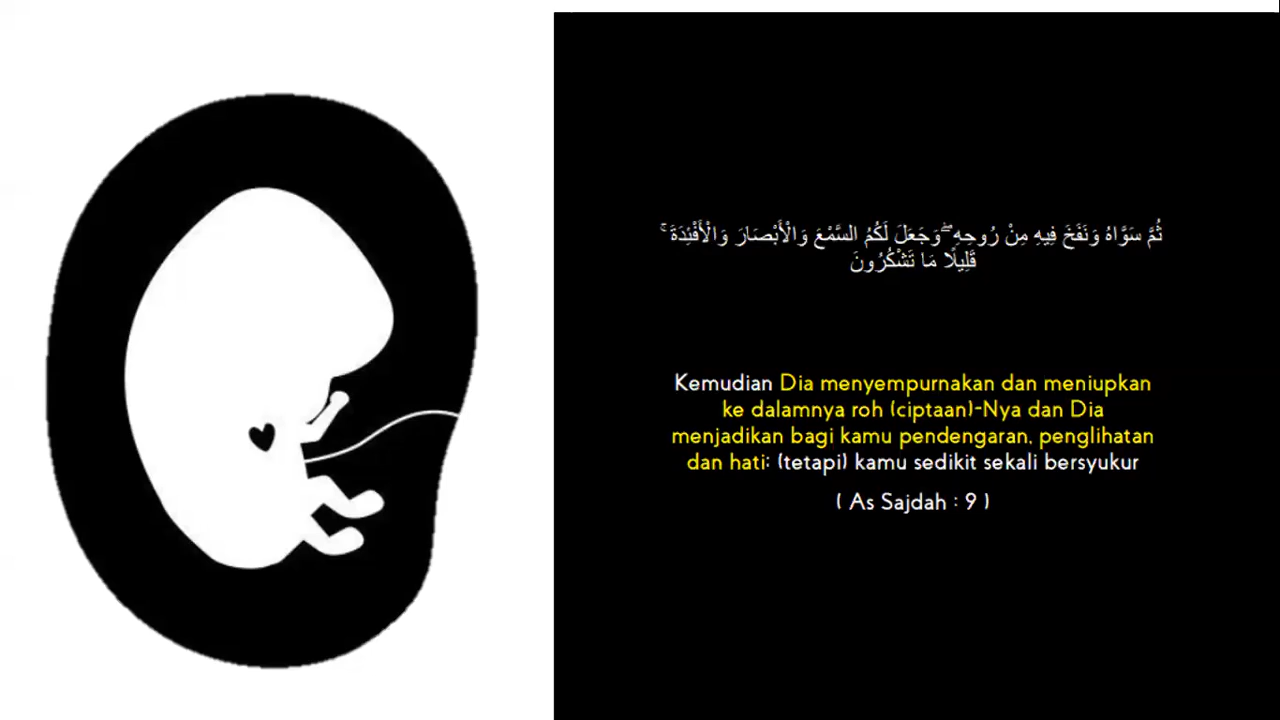 ثُمَّ سَوَّاهُ وَنَفَخَ فِيهِ مِنْ رُوحِهِ ۖ وَجَعَلَ لَكُمُ السَّمْعَ وَالْأَبْصَارَ وَالْأَفْئِدَةَ ۚ
قَلِيلًا مَا تَشْكُرُونَ
Kemudian Dia menyempurnakan dan meniupkan
ke dalamnya roh (ciptaan)-Nya dan Dia
menjadikan bagi kamu pendengaran, penglihatan
dan hati: (tetapi) kamu sedikit sekali bersyukur
( As Sajdah : 9 )